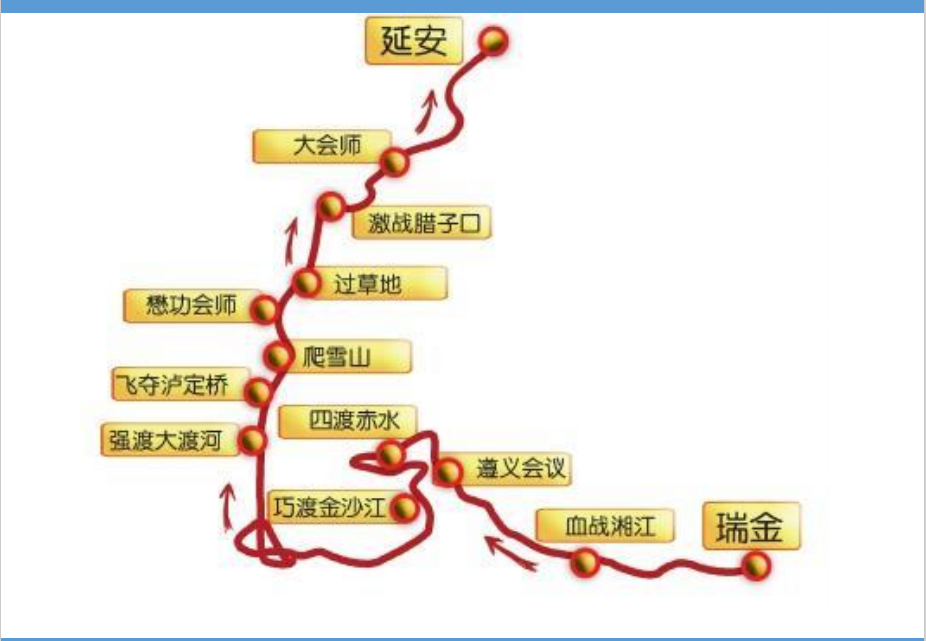 延安
大会师
激战腊子口
过草地
懋功会师
爬雪山
飞夺泸定桥
四渡赤水
强渡大渡河
遵义会议
巧渡金沙江
血战湘江
瑞金